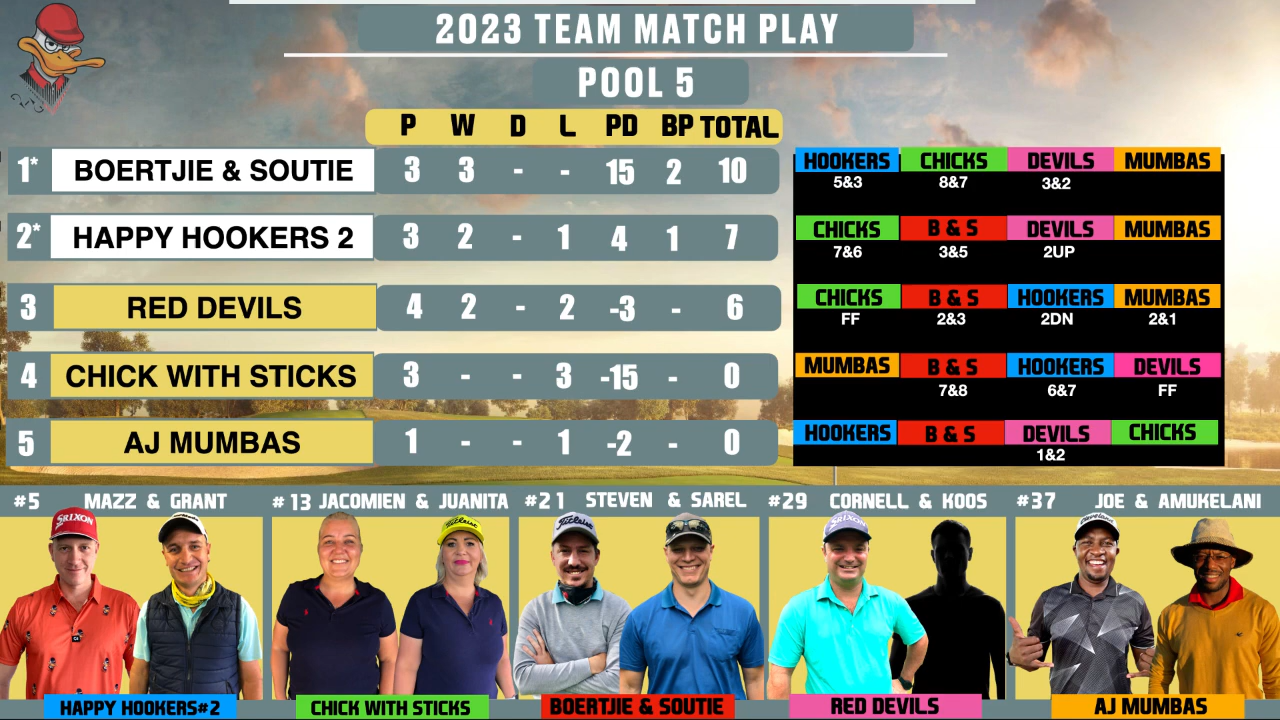 2023 TEAM MATCH PLAY
POOL 5
P W D L PD BP TOTAL
1* BOERTJIE & SOUTIE 3 3 - - 15 2 10
HOOKERS CHICKS DEVILS MUMBAS
5&3 8&7 3&2
2* HAPPY HOOKERS 2 3 2 - 1 4 1 7
CHICKS B & S DEVILS MUMBAS
7&6 3&5 2UP
3 RED DEVILS 4 2 - 2 -3 - 6
CHICKS B & S HOOKERS MUMBAS
FF 2&3 2DN 2&1
4 CHICK WITH STICKS 3 - - 3 -15 - 0
MUMBAS B & S HOOKERS DEVILS
7&8 6&7 FF
5 AJ MUMBAS 1 - - 1 -2 - 0
HOOKERS B & S DEVILS CHICKS
1&2
#5 MAZZ & GRANT #13 JACOMIEN & JUANITA #21 STEVEN & SAREL #29 CORNELL & KOOS #37 JOE & AMUKELANI
SRIXON Titleist Titleist SRIXON
HAPPY HOOKERS#2 CHICK WITH STICKS BOERTJIE & SOUTIE RED DEVILS AJ MUMBAS